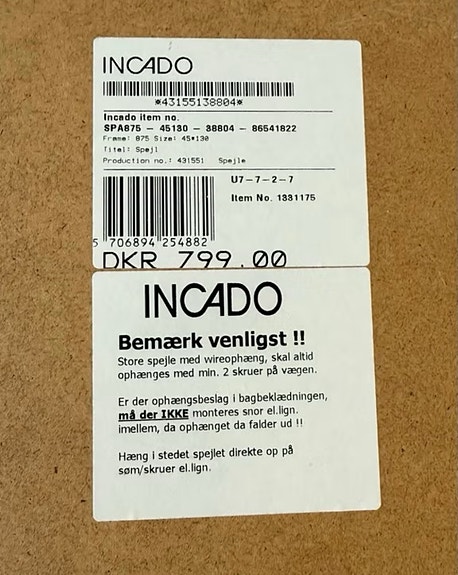 INCADO
*43155138804*
Incado item no.
SPA875 - 45130 - 38804 - 86541822
Frame: 875 Size: 45*130
Titel: Spejl
Production no.: 431551 Spejle
U7-7-2-7
Item No. 1331175
5 706894 254882
DKR 799.00
INCADO
Bemærk venligst !!
Store spejle med wireophæng, skal altid
ophænges med min. 2 skruer på vægen.
Er der ophængsbeslag i bagbeklædningen,
må der IKKE monteres snor el.lign.
imellem, da ophænget da falder ud !!
Hæng i stedet spejlet direkte op på
søm/skruer el.lign.